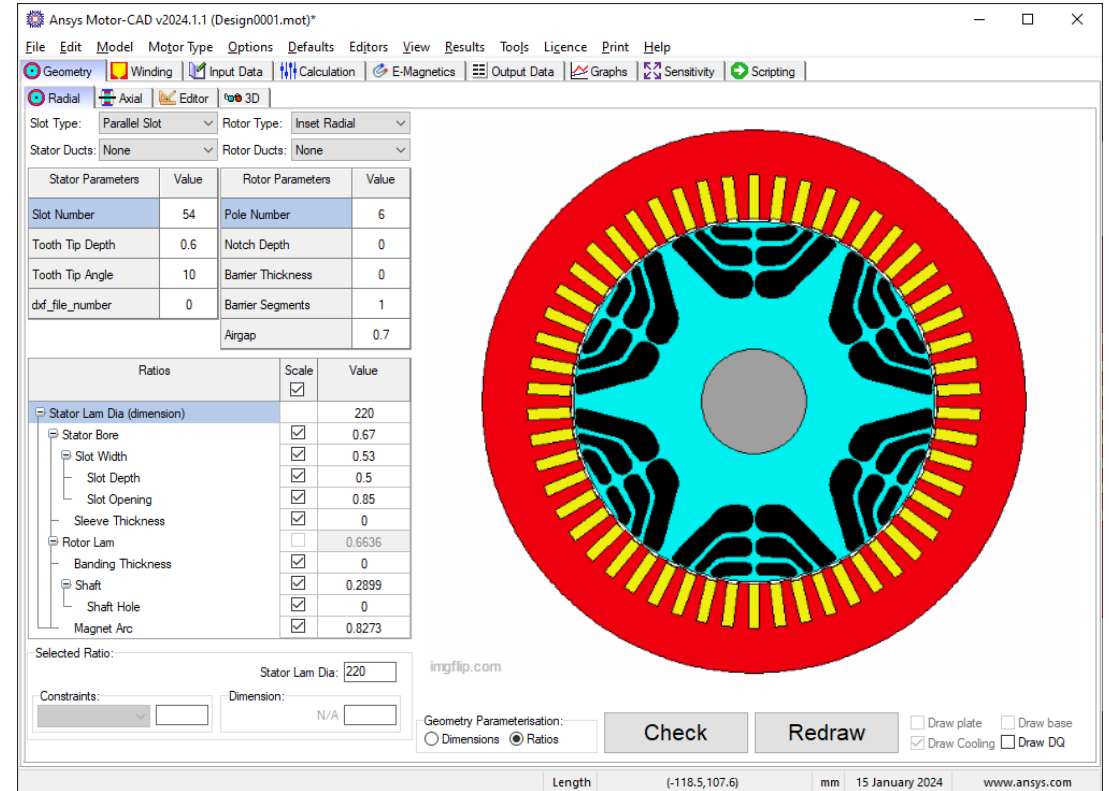 Ansys Motor-CAD v2024.1.1 (Design0001.mot)*
File Edit Model Motor Type Options Defaults Editors View Results Tools Licence Print Help
Geometry Winding Input Data Calculation E-Magnetics Output Data Graphs Sensitivity Scripting
Radial Axial Editor 3D
Slot Type: Parallel Slot Rotor Type: Inset Radial
Stator Ducts: None Rotor Ducts: None
Stator Parameters Value Rotor Parameters Value
Slot Number 54 Pole Number 6
Tooth Tip Depth 0.6 Notch Depth 0
Tooth Tip Angle 10 Barrier Thickness 0
dxf_file_number 0 Barrier Segments 1
Airgap 0.7
Ratios Scale Value
Stator Lam Dia (dimension) 220
Stator Bore 0.67
Slot Width 0.53
Slot Depth 0.5
Slot Opening 0.85
Sleeve Thickness 0
Rotor Lam 0.6636
Banding Thickness 0
Shaft 0.2899
Shaft Hole 0
Magnet Arc 0.8273
Selected Ratio:
Stator Lam Dia: 220
Constraints: Dimension:
N/A
imgflip.com
Geometry Parameterisation:
Dimensions Ratios
Check Redraw
Draw plate Draw base
Draw Cooling Draw DQ
Length (-118.5,107.6) mm 15 January 2024 www.ansys.com